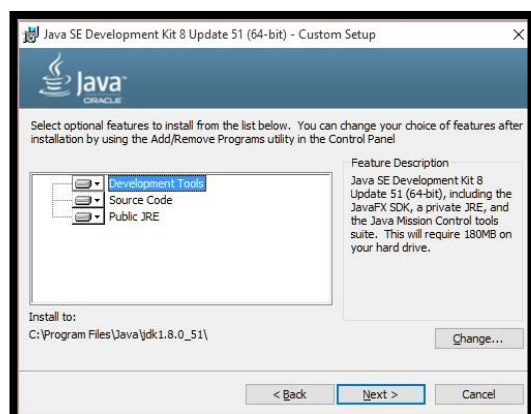 Java SE Development Kit 8 Update 51 (64-bit) - Custom Setup
Java
ORACLE
Select optional features to install from the list below. You can change your choice of features after
installation by using the Add/Remove Programs utility in the Control Panel
Development Tools
Source Code
Public JRE
Feature Description
Java SE Development Kit 8
Update 51 (64-bit), including the
JavaFX SDK, a private JRE, and
the Java Mission Control tools
suite. This will require 180MB on
your hard drive.
Install to:
C:\Program Files\Java\jdk1.8.0_51\
Change...
< Back
Next >
Cancel